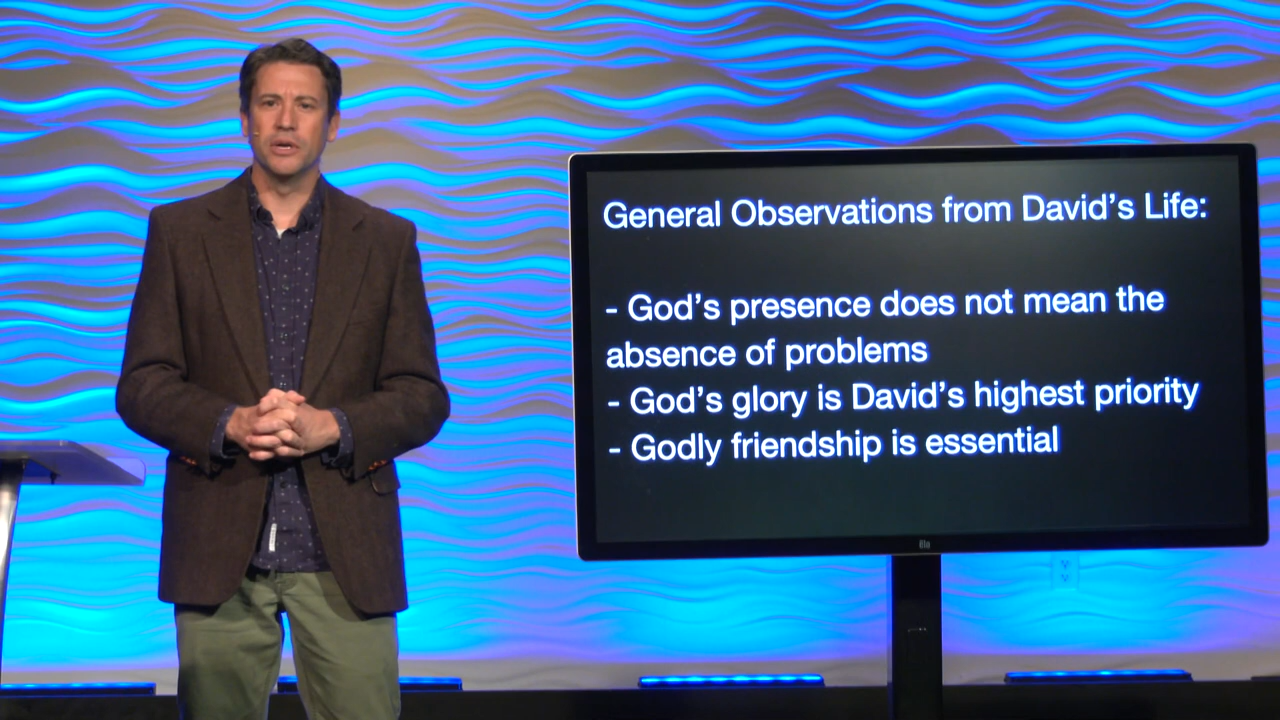 General Observations from David’s Life:
- God’s presence does not mean the
absence of problems
- God’s glory is David’s highest priority
- Godly friendship is essential
elo